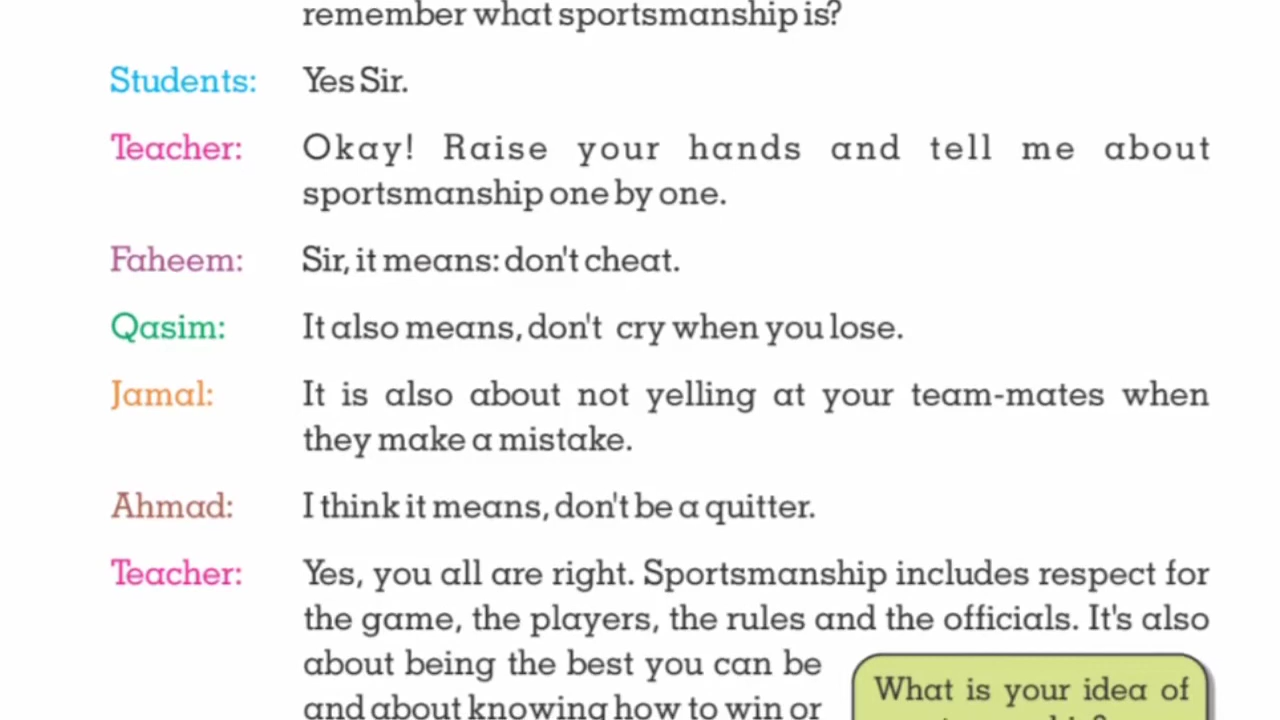 remember what sportsmanship is?
Students: Yes Sir.
Teacher: Okay! Raise your hands and tell me about
sportsmanship one by one.
Faheem: Sir, it means: don't cheat.
Qasim: It also means, don't cry when you lose.
Jamal: It is also about not yelling at your team-mates when
they make a mistake.
Ahmad: I think it means, don't be a quitter.
Teacher: Yes, you all are right. Sportsmanship includes respect for
the game, the players, the rules and the officials. It's also
about being the best you can be
and about knowing how to win or
What is your idea of